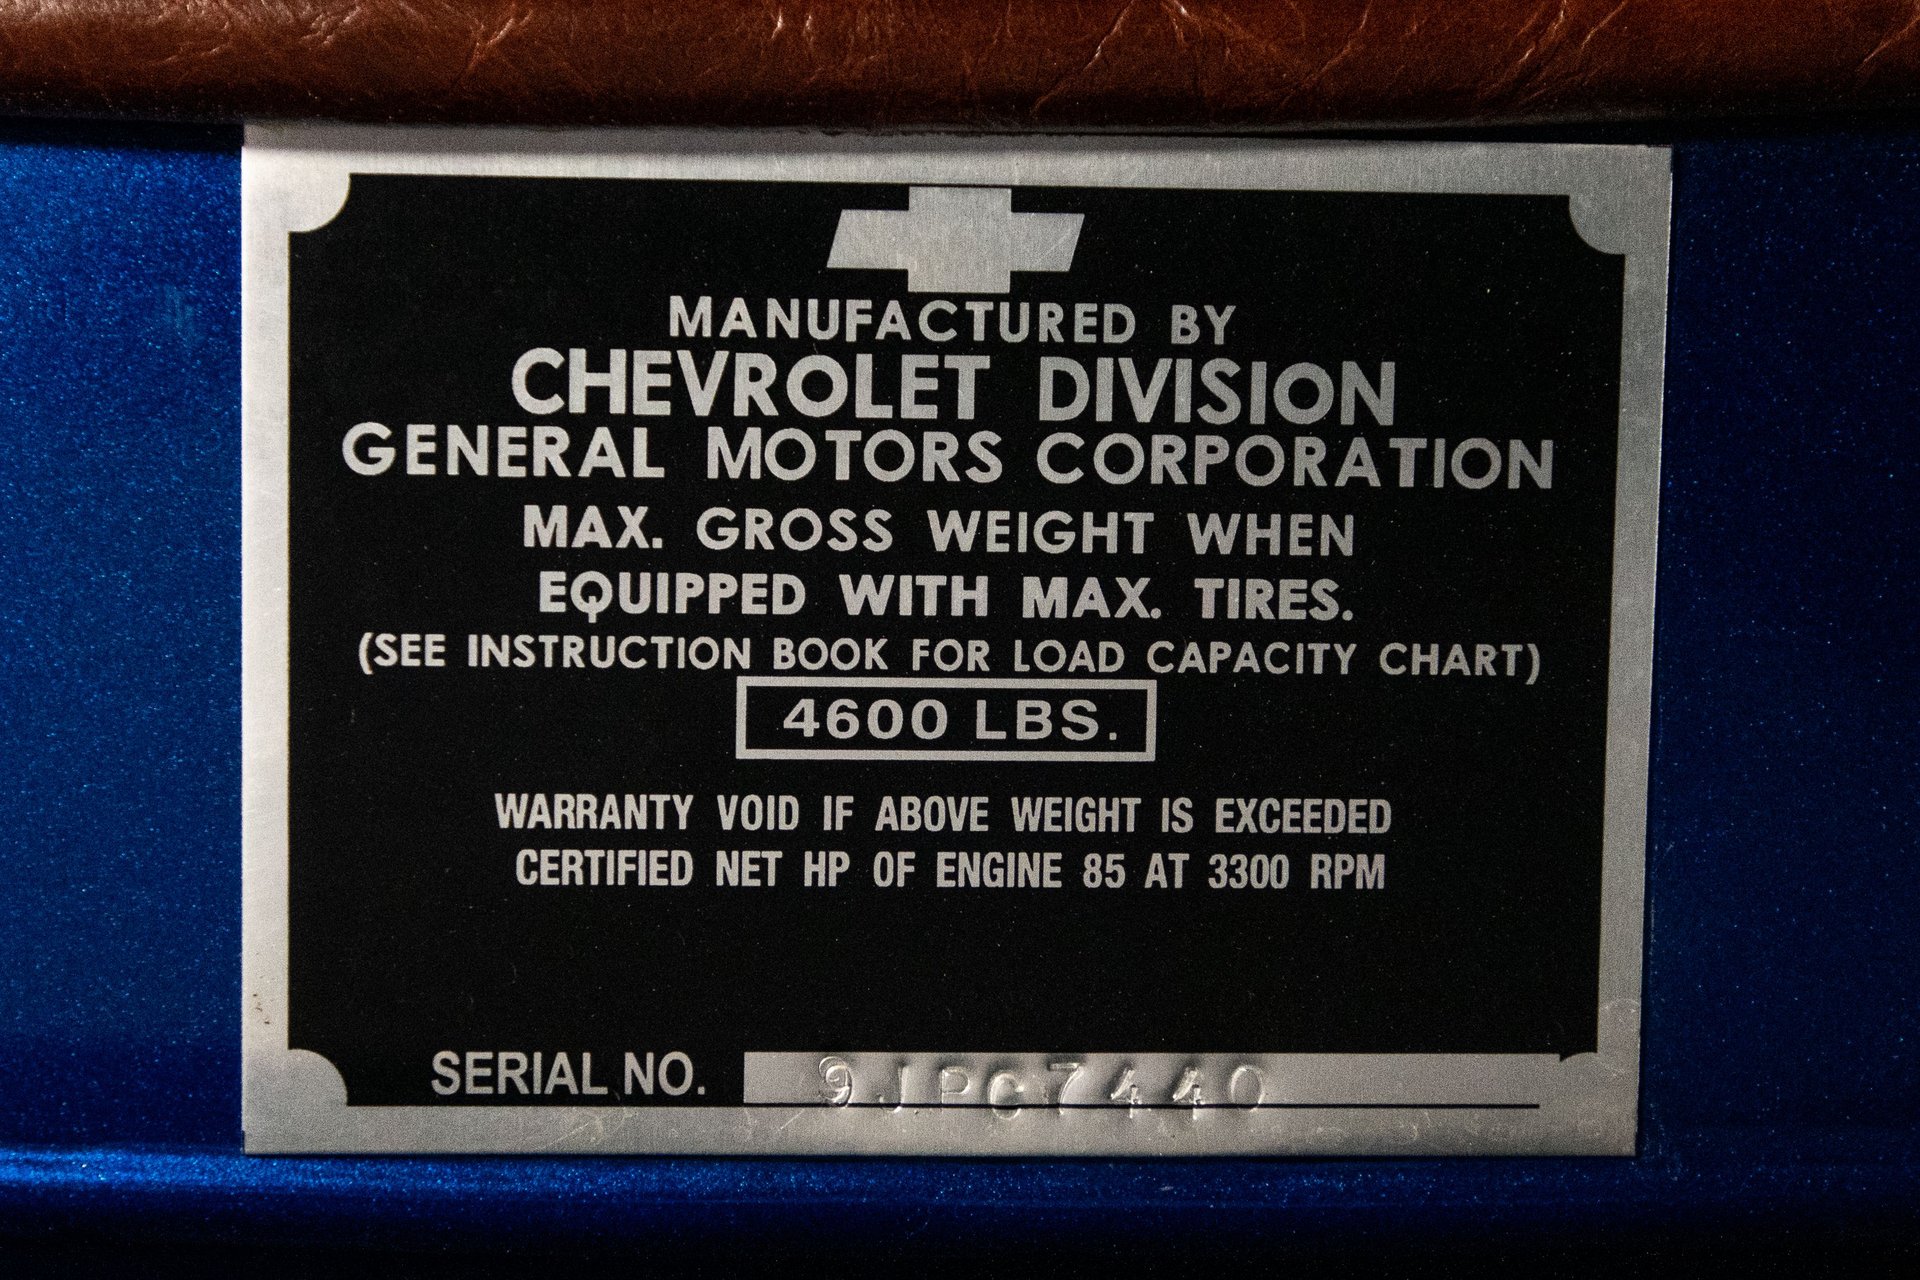 MANUFACTURED BY
CHEVROLET DIVISION
GENERAL MOTORS CORPORATION
MAX. GROSS WEIGHT WHEN
EQUIPPED WITH MAX. TIRES.
(SEE INSTRUCTION BOOK FOR LOAD CAPACITY CHART)
4600 LBS.
WARRANTY VOID IF ABOVE WEIGHT IS EXCEEDED
CERTIFIED NET HP OF ENGINE 85 AT 3300 RPM
SERIAL NO. 9JPG7440